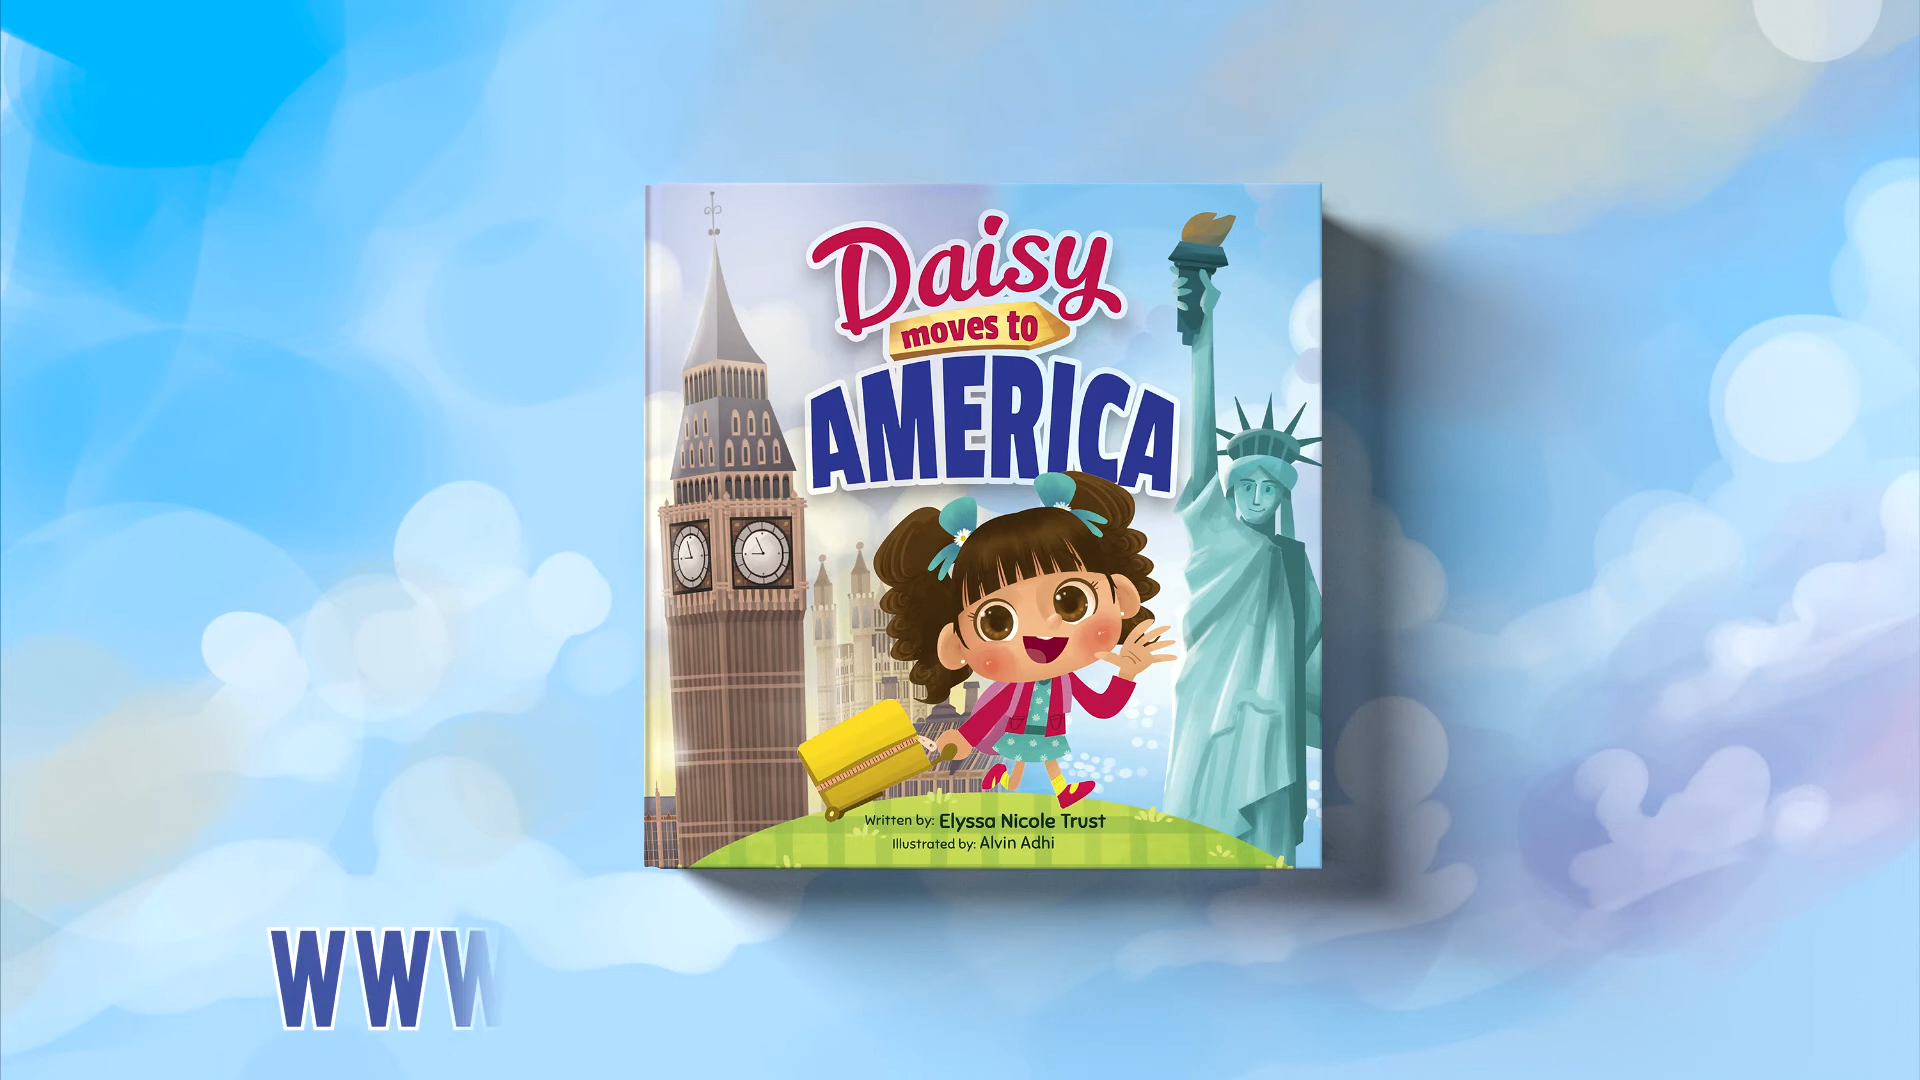 Daisy
moves to
AMERICA
Written by: Elyssa Nicole Trust
Illustrated by: Alvin Adhi
WWW